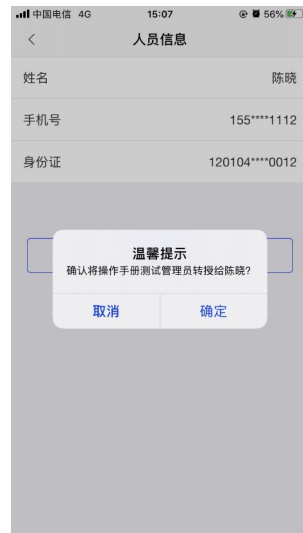 中国电信 4G 15:07 56%
人员信息
姓名 陈晓
手机号 155****1112
身份证 120104****0012
温馨提示
确认将操作手册测试管理员转授给陈晓?
取消 确定